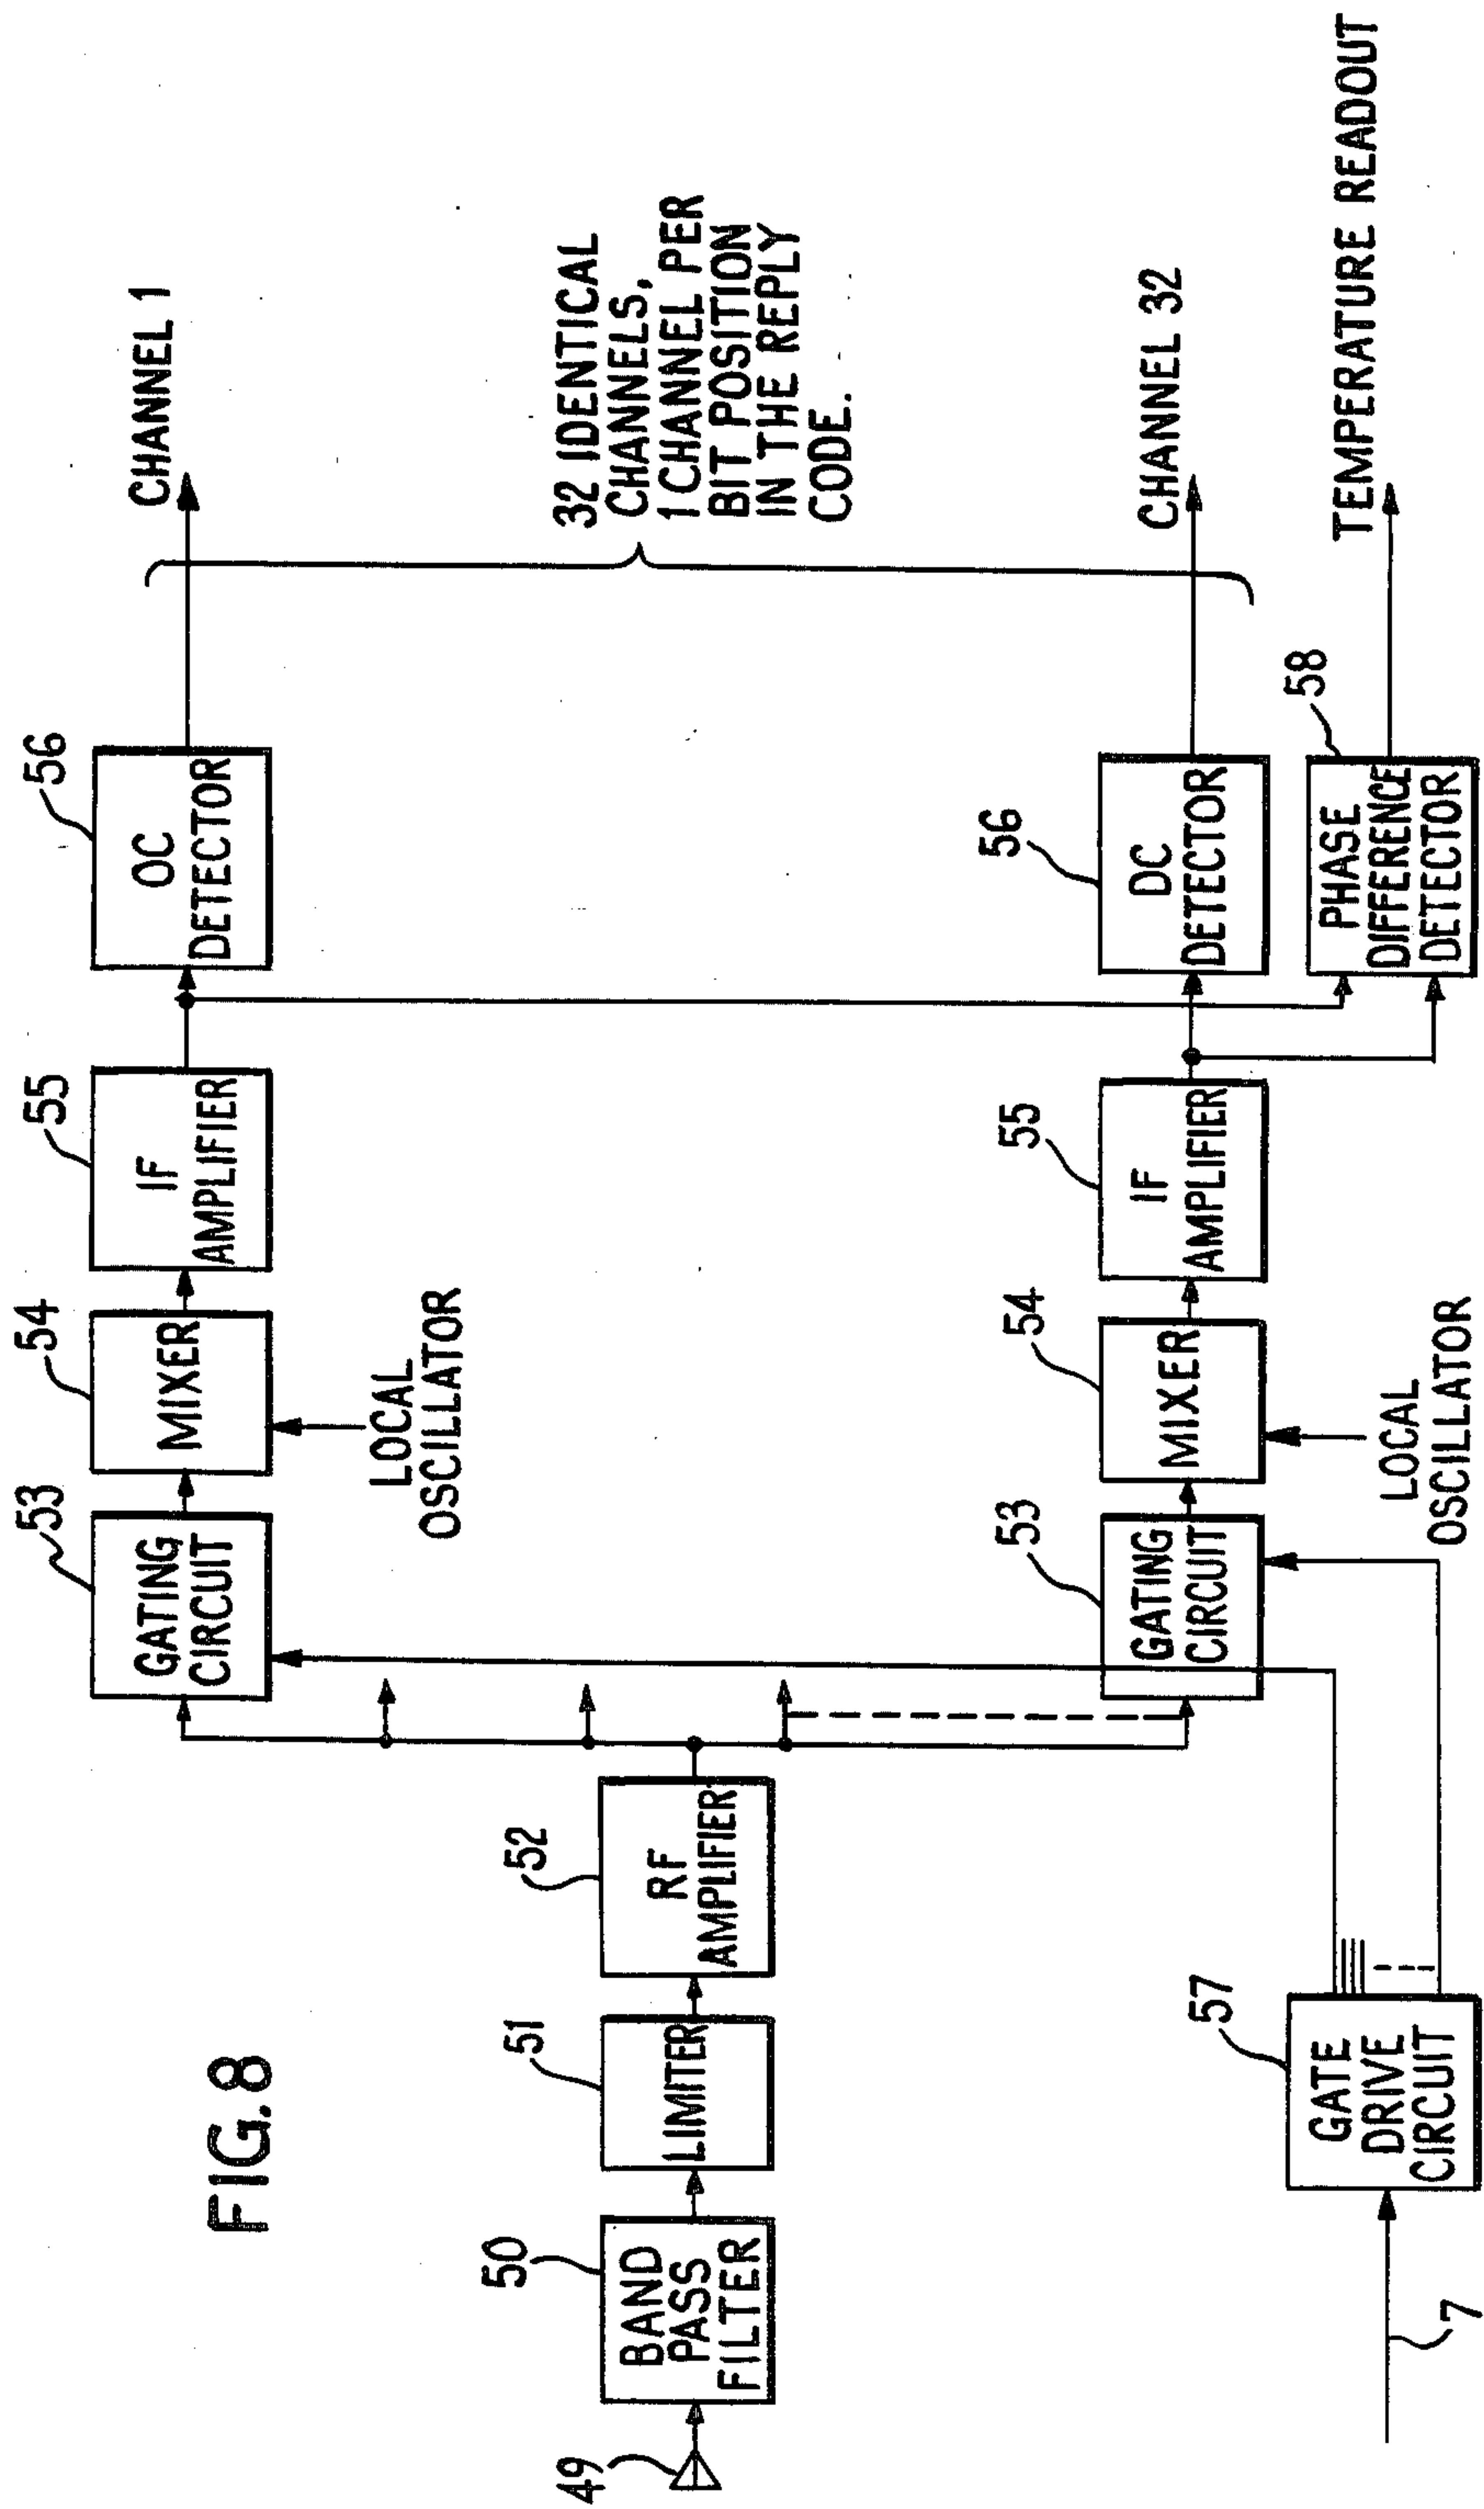 FIG.8
49
50
BAND
PASS
FILTER
51
LIMITER
52
RF
AMPLIFIER
53
GATING
CIRCUIT
54
MIXER
LOCAL
OSCILLATOR
55
IF
AMPLIFIER
56
OC
DETECTOR
CHANNEL 1
32 IDENTICAL
CHANNELS,
1 CHANNEL PER
BIT POSITION
IN THE REPLY
CODE.
53
GATING
CIRCUIT
54
MIXER
LOCAL
OSCILLATOR
55
IF
AMPLIFIER
56
DC
DETECTOR
CHANNEL 32
58
PHASE
DIFFERENCE
DETECTOR
TEMPERATURE READOUT
7
57
GATE
DRIVE
CIRCUIT